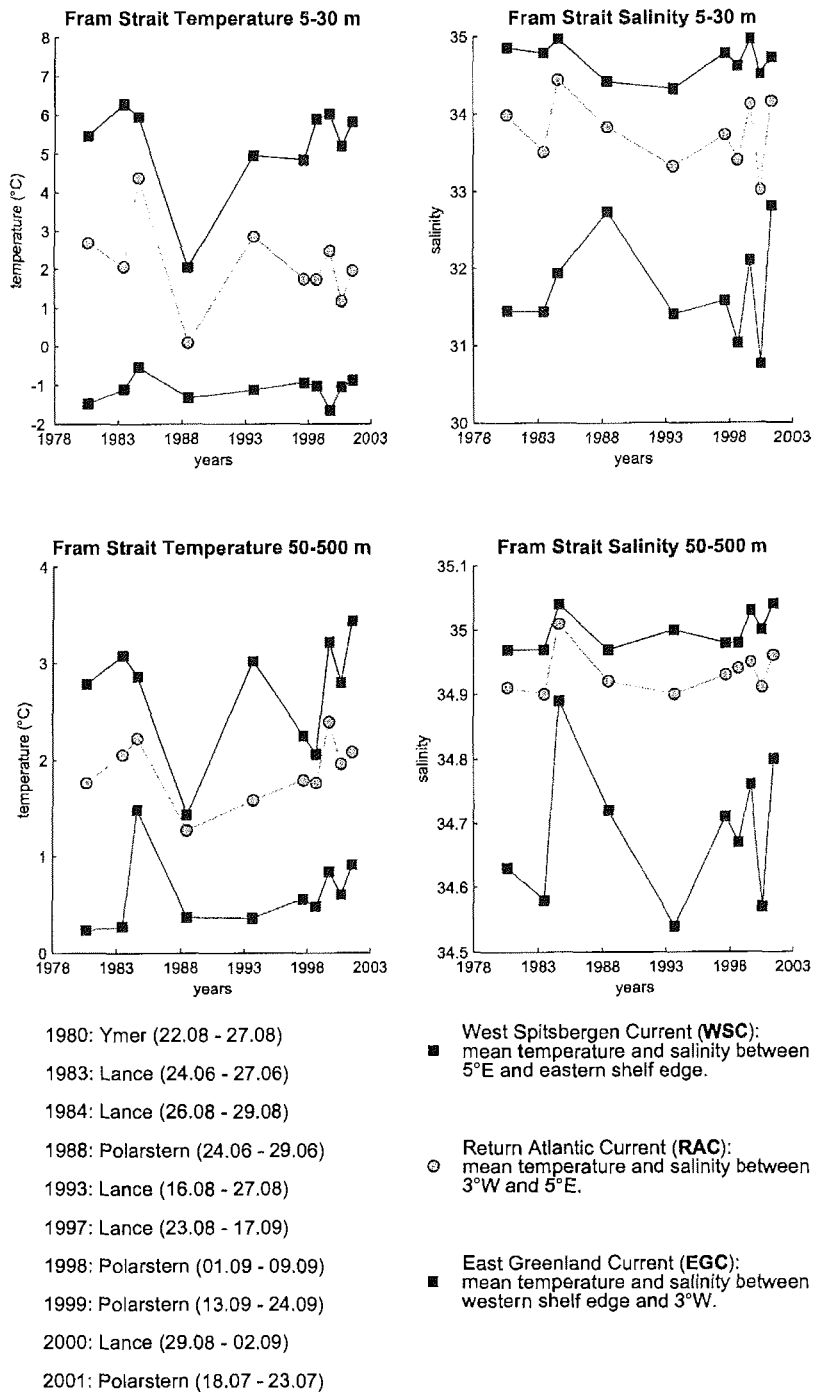 Fram Strait Temperature 5-30 m
8
7
6
5
4
3
2
1
0
-1
-2
temperature (°C)
1978 1983 1988 1993 1998 2003
years
Fram Strait Salinity 5-30 m
35
34
33
32
31
30
salinity
1978 1983 1988 1993 1998 2003
years
Fram Strait Temperature 50-500 m
4
3
2
1
0
temperature (°C)
1978 1983 1988 1993 1998 2003
years
Fram Strait Salinity 50-500 m
35.1
35
34.9
34.8
34.7
34.6
34.5
salinity
1978 1983 1988 1993 1998 2003
years
1980: Ymer (22.08 - 27.08)
1983: Lance (24.06 - 27.06)
1984: Lance (26.08 - 29.08)
1988: Polarstern (24.06 - 29.06)
1993: Lance (16.08 - 27.08)
1997: Lance (23.08 - 17.09)
1998: Polarstern (01.09 - 09.09)
1999: Polarstern (13.09 - 24.09)
2000: Lance (29.08 - 02.09)
2001: Polarstern (18.07 - 23.07)
West Spitsbergen Current (WSC):
mean temperature and salinity between
5°E and eastern shelf edge.
Return Atlantic Current (RAC):
mean temperature and salinity between
3°W and 5°E.
East Greenland Current (EGC):
mean temperature and salinity between
western shelf edge and 3°W.